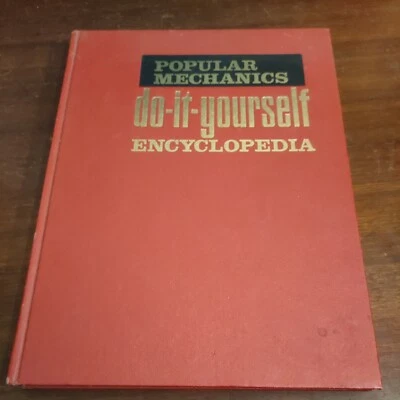 POPULAR
MECHANICS
do-it-yourself
ENCYCLOPEDIA